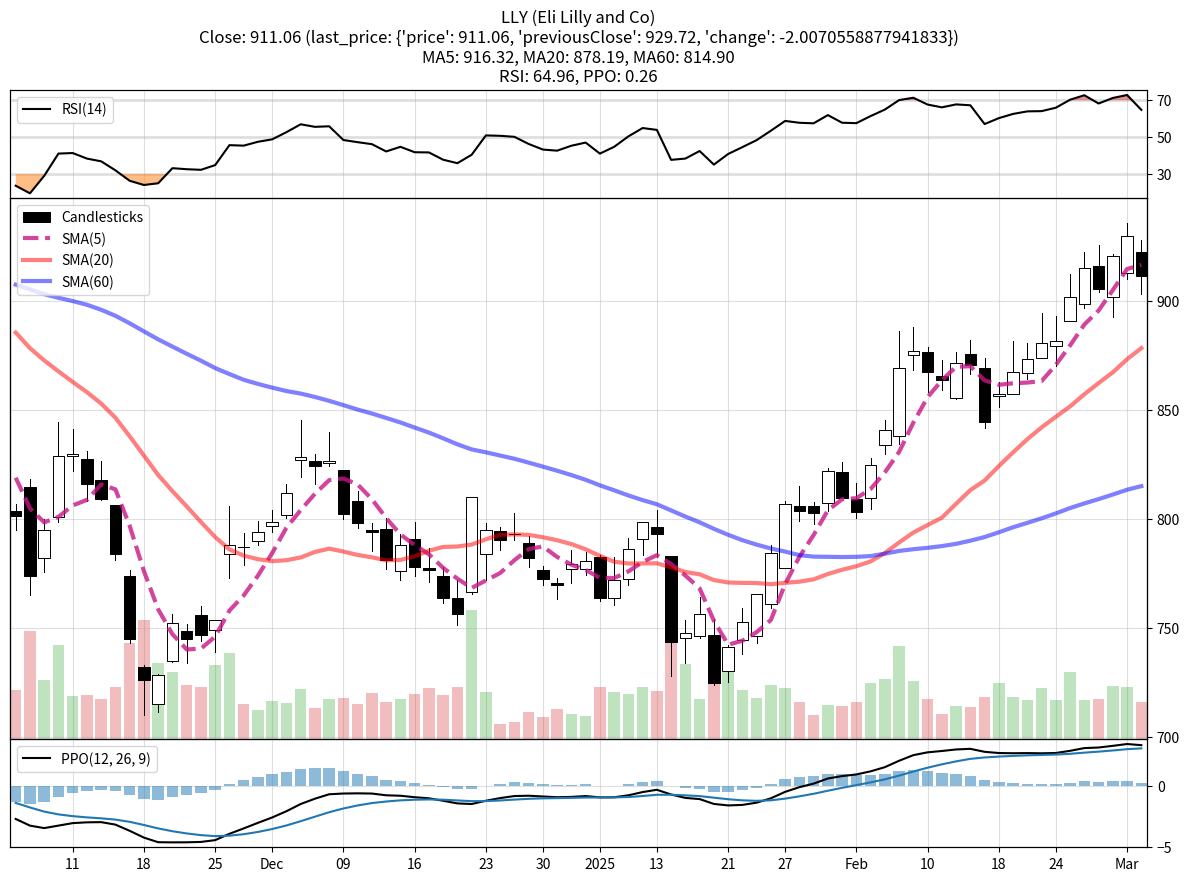 LLY (Eli Lilly and Co)
Close: 911.06 (last_price: {'price': 911.06, 'previousClose': 929.72, 'change': -2.0070558877941833})
MA5: 916.32, MA20: 878.19, MA60: 814.90
RSI: 64.96, PPO: 0.26
RSI(14)
70
50
30
Candlesticks
SMA(5)
SMA(20)
SMA(60)
900
850
800
750
700
PPO(12, 26, 9)
0
−5
11 18 25 Dec 09 16 23 30 2025 13 21 27 Feb 10 18 24 Mar